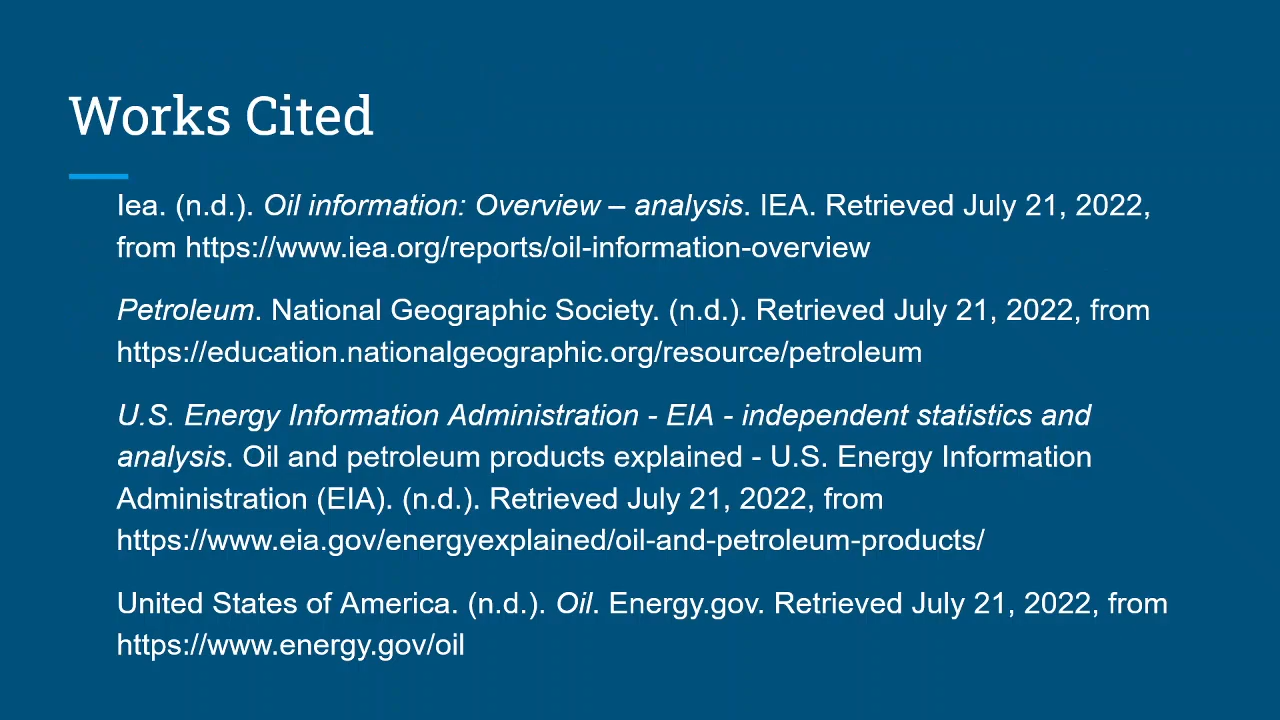 Works Cited
Iea. (n.d.). Oil information: Overview – analysis. IEA. Retrieved July 21, 2022,
from https://www.iea.org/reports/oil-information-overview
Petroleum. National Geographic Society. (n.d.). Retrieved July 21, 2022, from
https://education.nationalgeographic.org/resource/petroleum
U.S. Energy Information Administration - EIA - independent statistics and
analysis. Oil and petroleum products explained - U.S. Energy Information
Administration (EIA). (n.d.). Retrieved July 21, 2022, from
https://www.eia.gov/energyexplained/oil-and-petroleum-products/
United States of America. (n.d.). Oil. Energy.gov. Retrieved July 21, 2022, from
https://www.energy.gov/oil